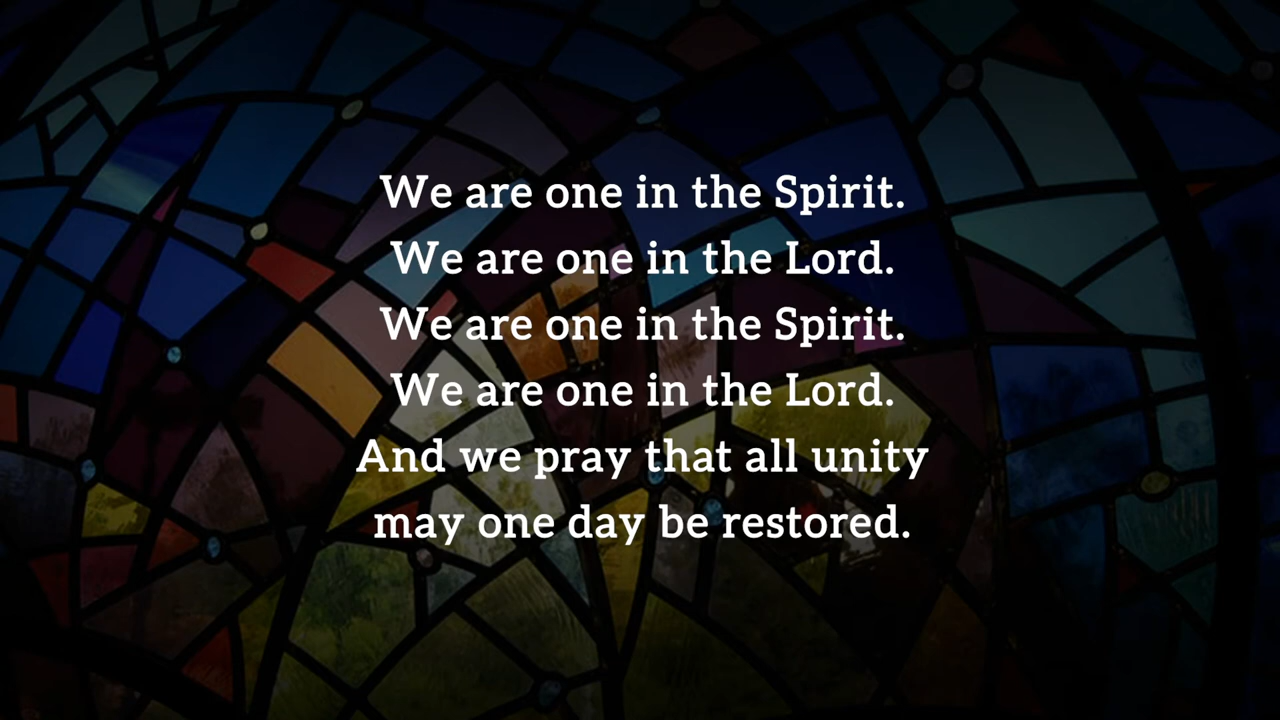 We are one in the Spirit.
We are one in the Lord.
We are one in the Spirit.
We are one in the Lord.
And we pray that all unity
may one day be restored.